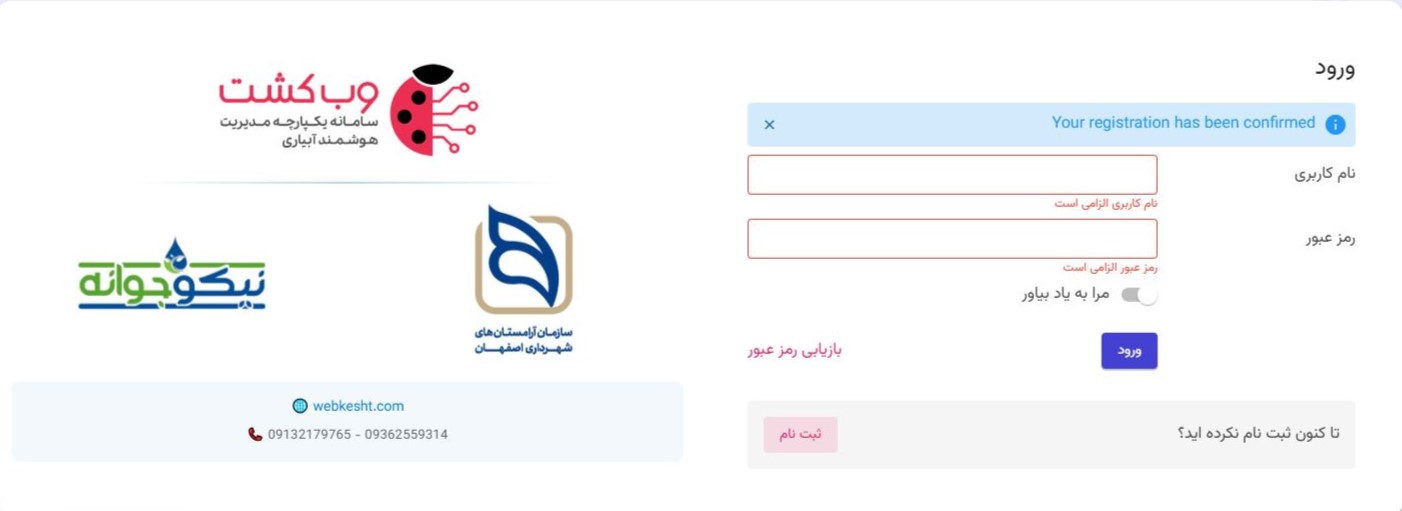 ورود
Your registration has been confirmed
نام کاربری
نام کاربری الزامی است
رمز عبور
رمز عبور الزامی است
مرا به یاد بیاور
ورود
بازیابی رمز عبور
تا کنون ثبت نام نکرده اید؟
ثبت نام
وب کشت
سامانه یکپارچه مدیریت
هوشمند آبیاری
سازمان آرامستان‌های
شهرداری اصفهان
نیکو جوانه
webkesht.com
09132179765 - 09362559314